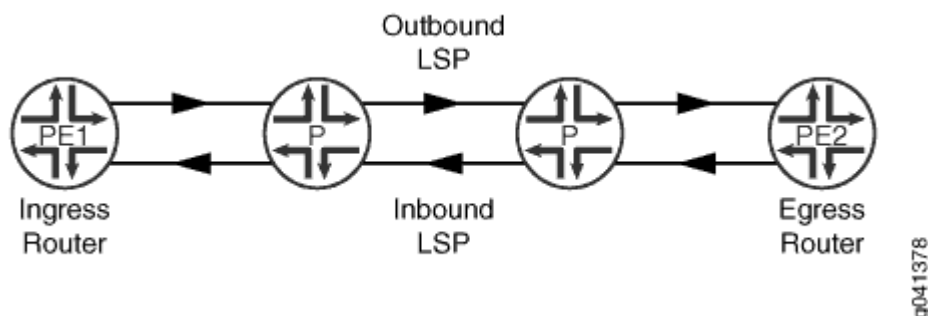 Outbound
LSP
PE1
P
P
PE2
Ingress
Router
Inbound
LSP
Egress
Router
g041378